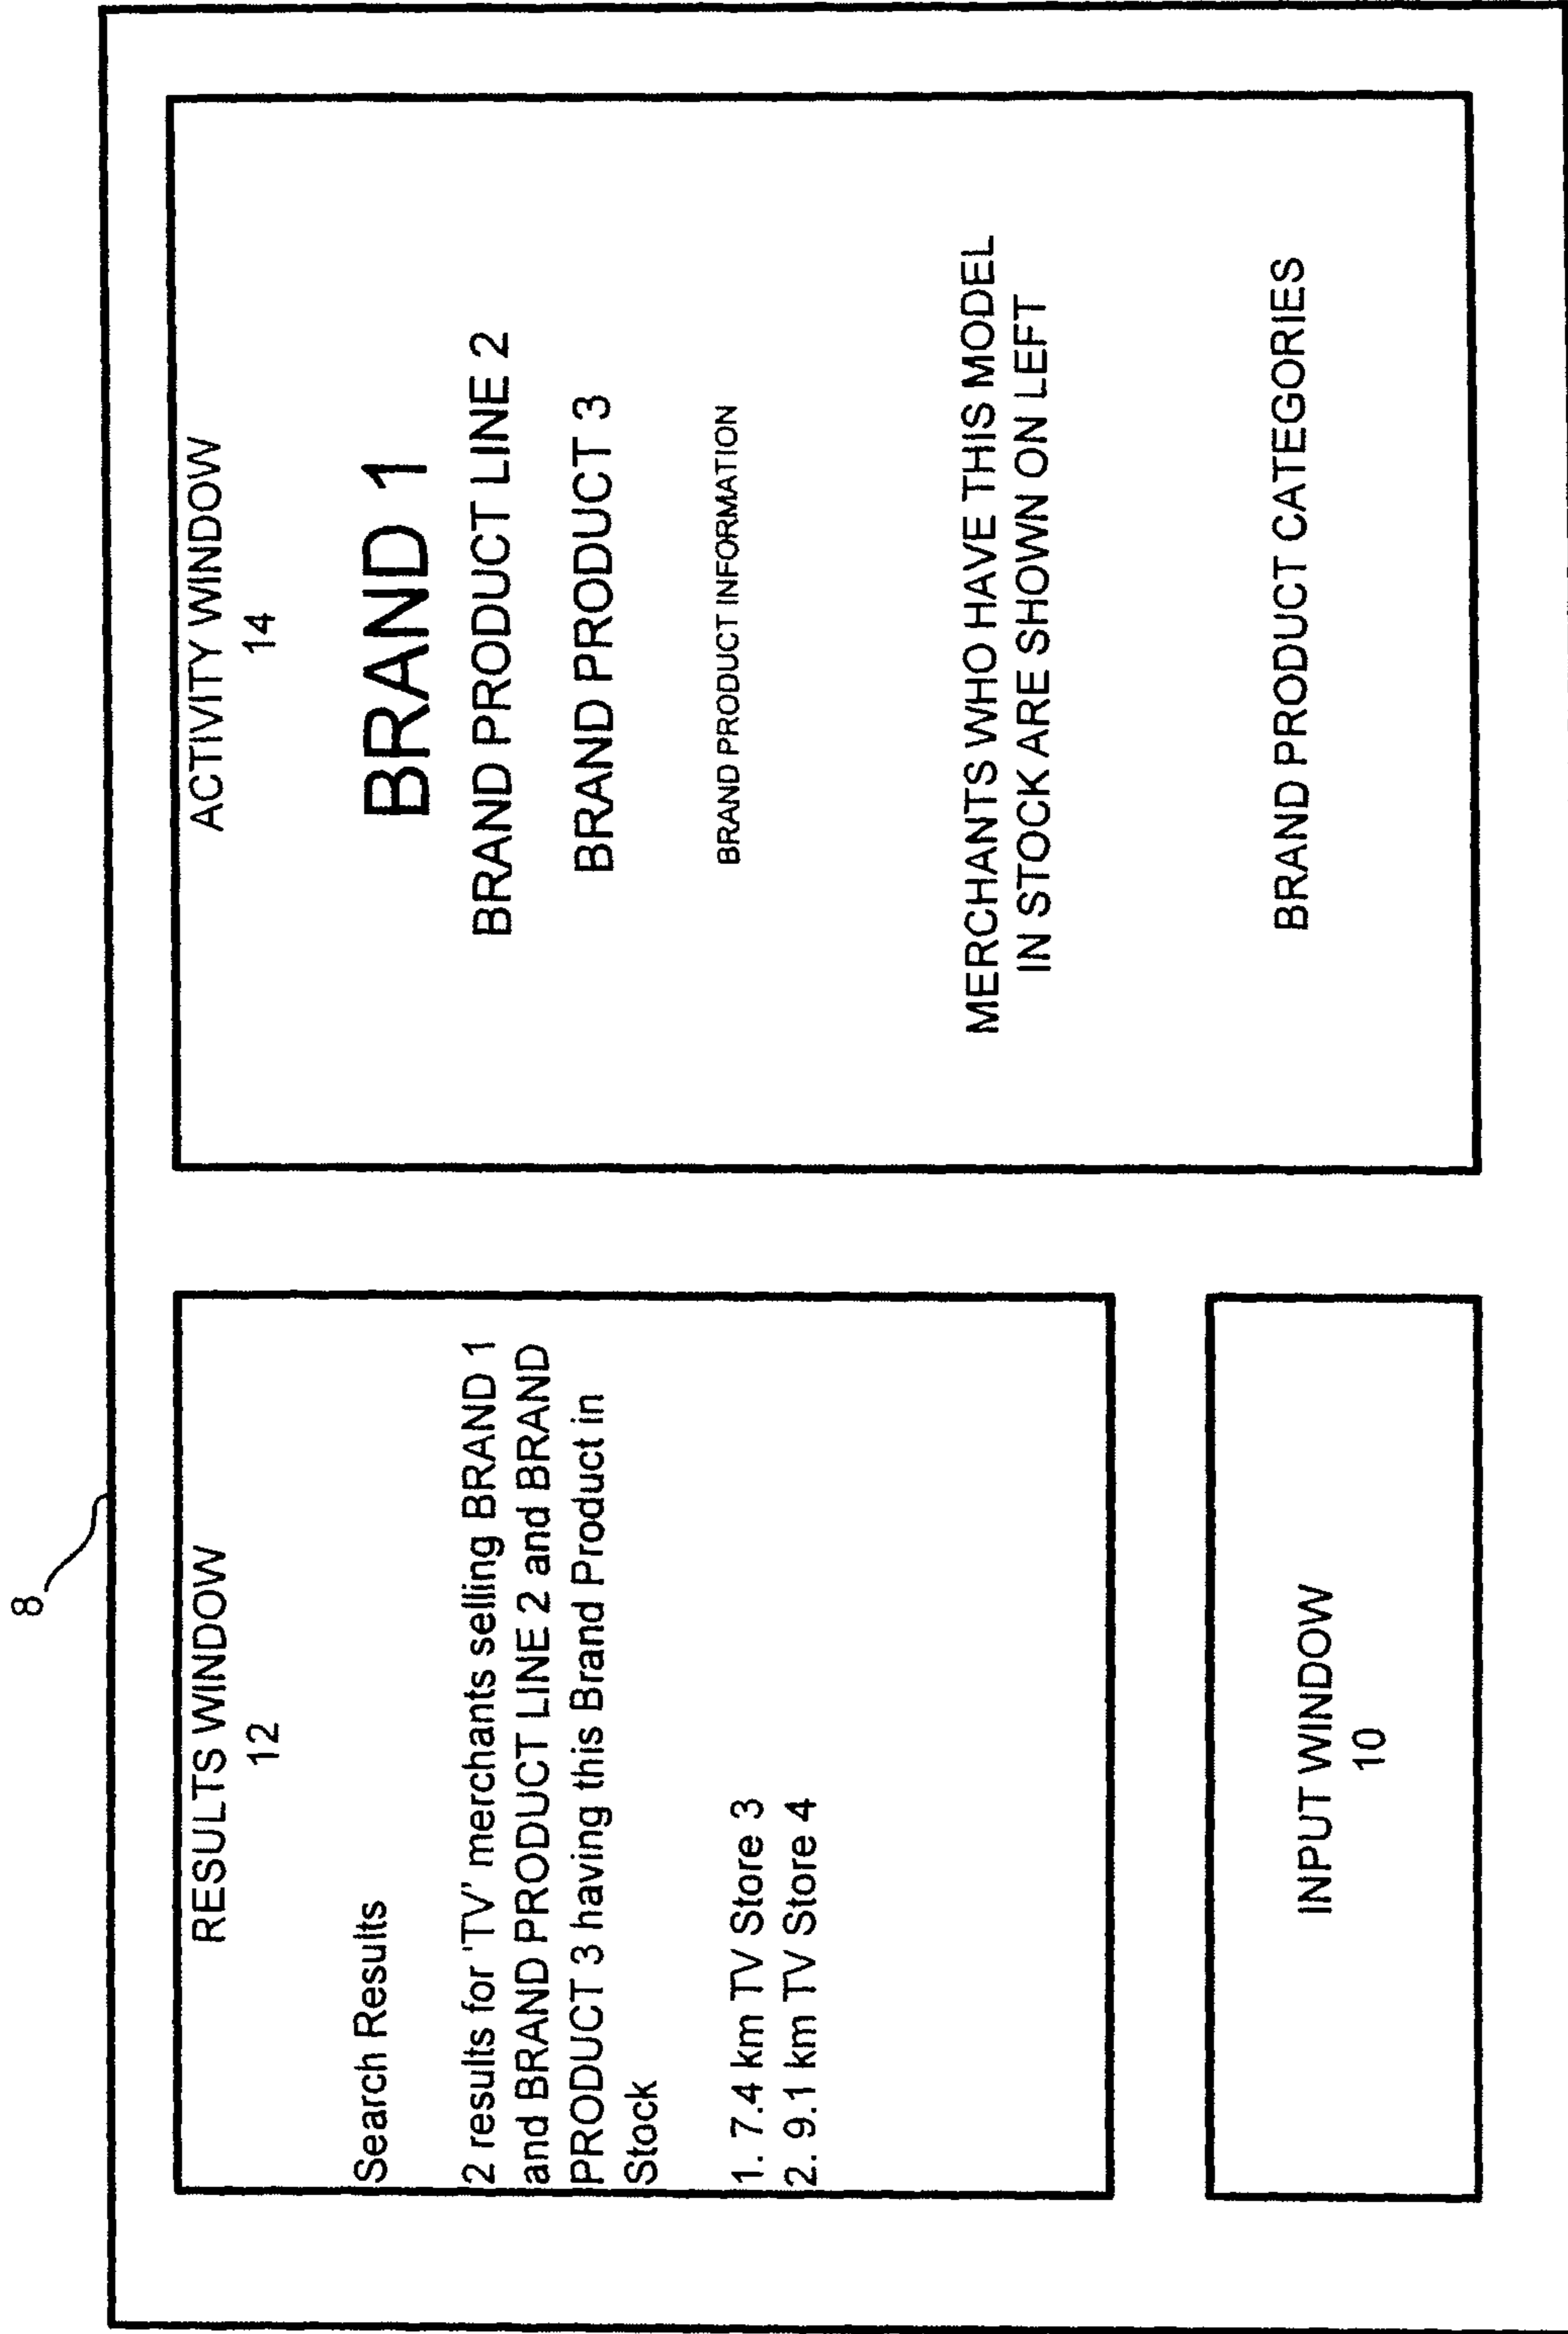 8
RESULTS WINDOW
12
Search Results
2 results for 'TV' merchants selling BRAND 1
and BRAND PRODUCT LINE 2 and BRAND
PRODUCT 3 having this Brand Product in
Stock
1. 7.4 km TV Store 3
2. 9.1 km TV Store 4
INPUT WINDOW
10
ACTIVITY WINDOW
14
BRAND 1
BRAND PRODUCT LINE 2
BRAND PRODUCT 3
BRAND PRODUCT INFORMATION
MERCHANTS WHO HAVE THIS MODEL
IN STOCK ARE SHOWN ON LEFT
BRAND PRODUCT CATEGORIES